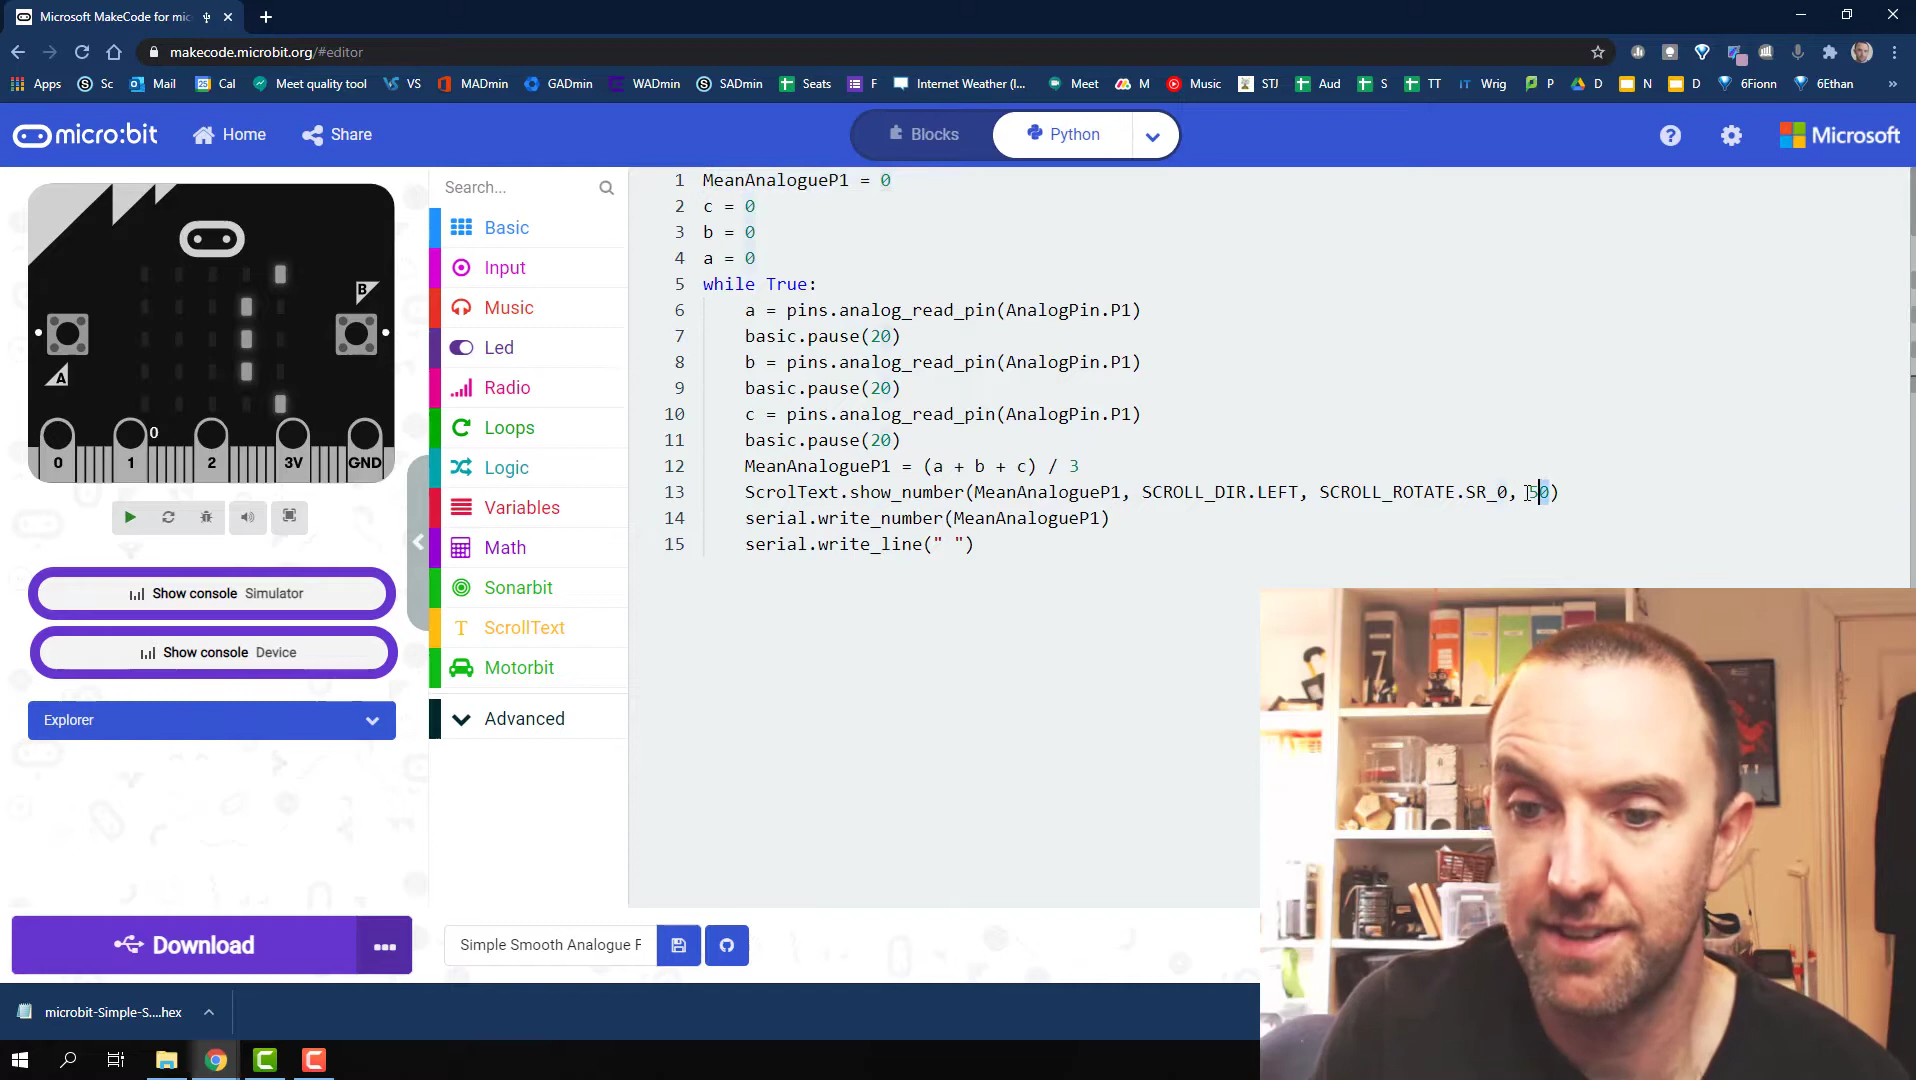 Microsoft MakeCode for mic
makecode.microbit.org/#editor
Apps
Sc
Mail
Cal
Meet quality tool
VS
MAdmin
GAdmin
WAdmin
SAdmin
Seats
F
Internet Weather (I...
Meet
M
Music
STJ
Aud
S
TT
Wrig
P
D
N
D
6Fionn
6Ethan
»
micro:bit
Home
Share
Blocks
Python
Microsoft
Search...
Basic
Input
Music
Led
Radio
Loops
Logic
Variables
Math
Sonarbit
ScrollText
Motorbit
Advanced
A
B
0
0 1 2 3V GND
Show console Simulator
Show console Device
Explorer
1 MeanAnalogueP1 = 0
2 c = 0
3 b = 0
4 a = 0
5 while True:
6 a = pins.analog_read_pin(AnalogPin.P1)
7 basic.pause(20)
8 b = pins.analog_read_pin(AnalogPin.P1)
9 basic.pause(20)
10 c = pins.analog_read_pin(AnalogPin.P1)
11 basic.pause(20)
12 MeanAnalogueP1 = (a + b + c) / 3
13 ScrolText.show_number(MeanAnalogueP1, SCROLL_DIR.LEFT, SCROLL_ROTATE.SR_0, 50)
14 serial.write_number(MeanAnalogueP1)
15 serial.write_line(" ")
Download
Simple Smooth Analogue F
microbit-Simple-S....hex